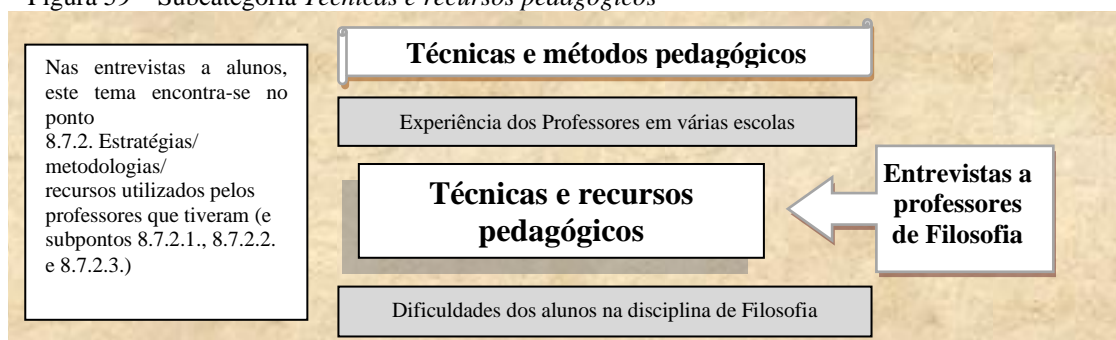 Figura 39 – Subcategoria Técnicas e recursos pedagógicos
Nas entrevistas a alunos,
este tema encontra-se no
ponto
8.7.2. Estratégias/
metodologias/
recursos utilizados pelos
professores que tiveram (e
subpontos 8.7.2.1., 8.7.2.2.
e 8.7.2.3.)
Técnicas e métodos pedagógicos
Experiência dos Professores em várias escolas
Técnicas e recursos
pedagógicos
Dificuldades dos alunos na disciplina de Filosofia
Entrevistas a
professores
de Filosofia